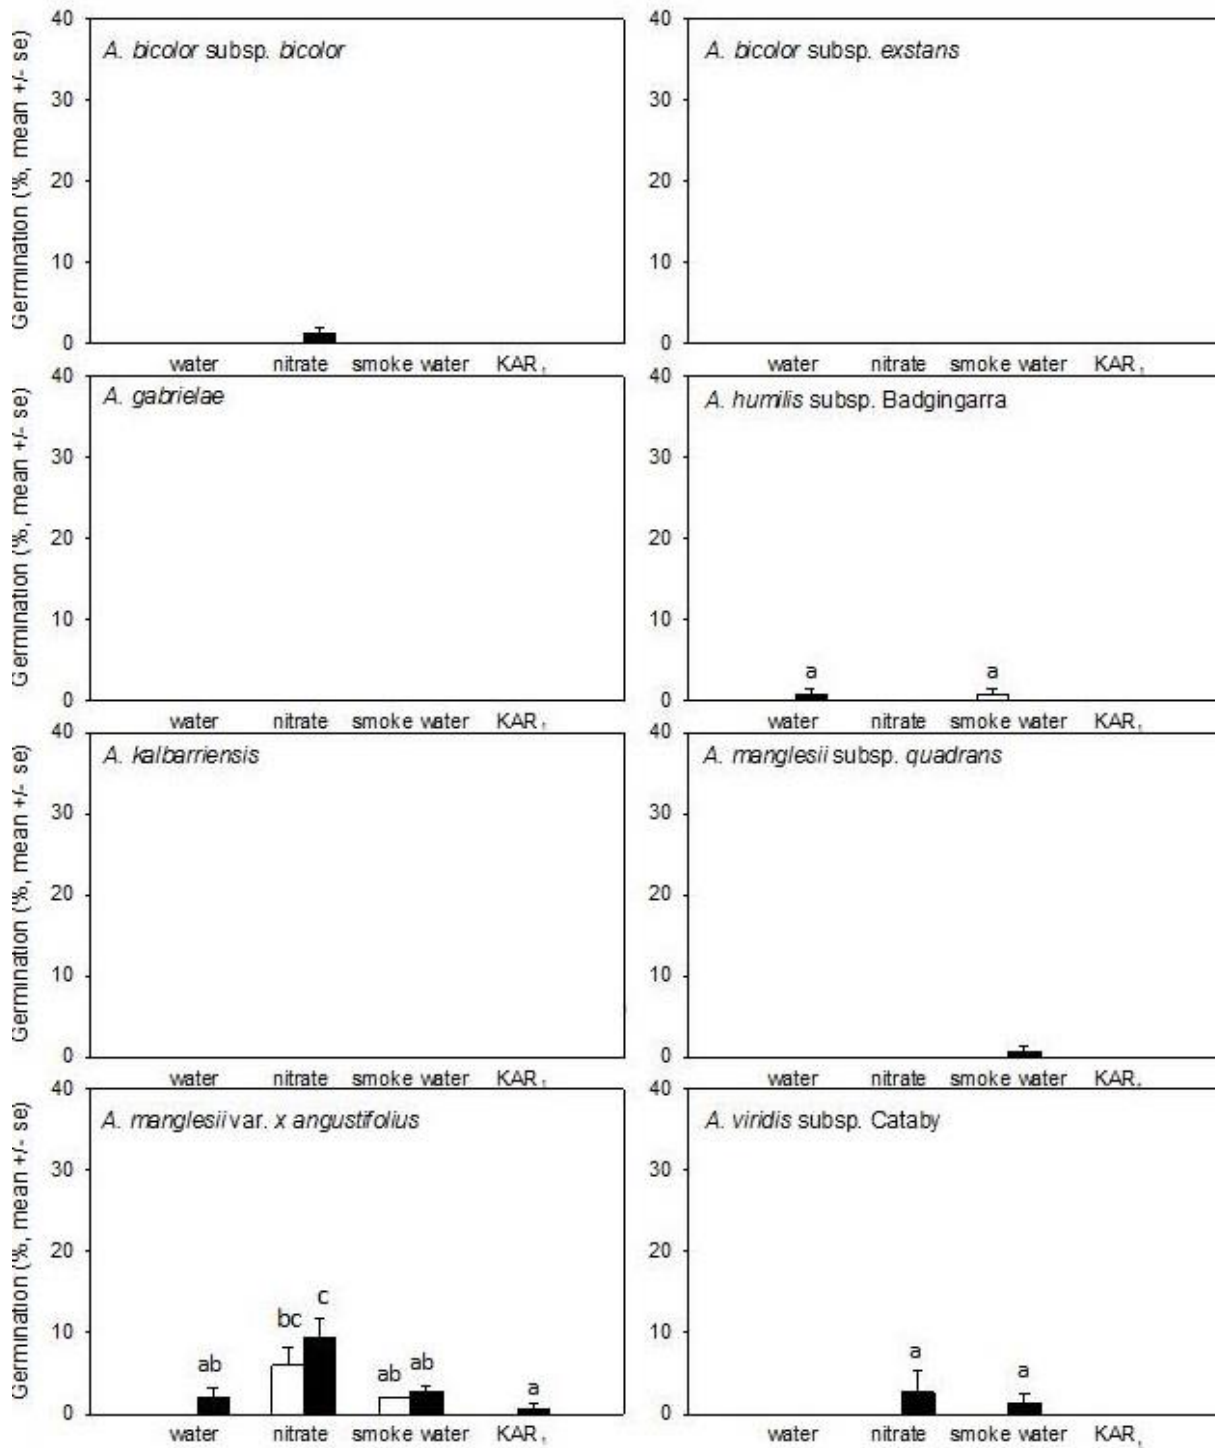 40
A. bicolor subsp. bicolor
30
20
10
0
Germination (%, mean +/- se)
water nitrate smoke water KAR₁
40
A. bicolor subsp. exstans
30
20
10
0
water nitrate smoke water KAR₁
40
A. gabrielae
30
20
10
0
Germination (%, mean +/- se)
water nitrate smoke water KAR₁
40
A. humilis subsp. Badgingarra
30
20
10
a a
0
water nitrate smoke water KAR₁
40
A. kalbarriensis
30
20
10
0
Germination (%, mean +/- se)
water nitrate smoke water KAR₁
40
A. manglesii subsp. quadrans
30
20
10
0
water nitrate smoke water KAR₁
40
A. manglesii var. x angustifolius
30
20
10
ab bc c ab ab a
0
Germination (%, mean +/- se)
water nitrate smoke water KAR₁
40
A. viridis subsp. Cataby
30
20
10
a a
0
water nitrate smoke water KAR₁